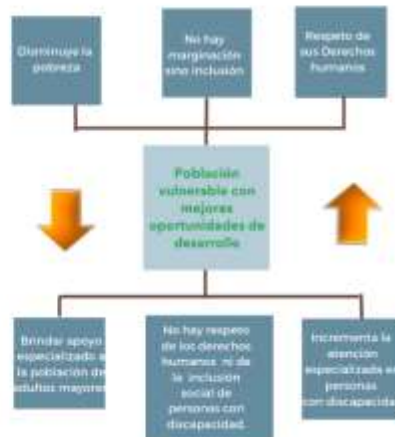 Disminuye la
pobreza
No hay
marginación
sino inclusión
Respeto de
sus Derechos
humanos
Población
vulnerable con
mejores
oportunidades de
desarrollo
Brindar apoyo
especializado a
la población de
adultos mayores
No hay respeto
de los derechos
humanos ni de
la inclusión
social de
personas con
discapacidad.
Incrementa la
atención
especializada en
personas
con discapacida